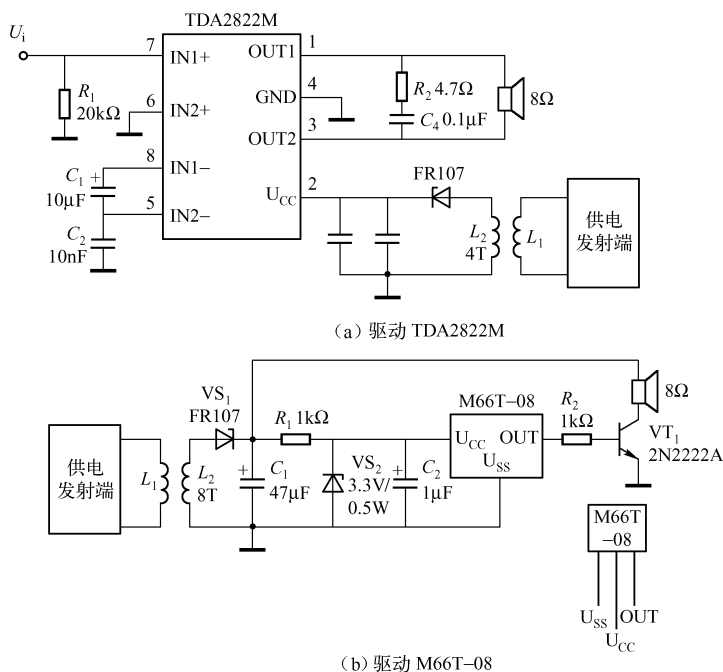 TDA2822M
Ui
7
IN1+
OUT1
1
R1
20kΩ
6
IN2+
GND
4
R2 4.7Ω
8Ω
C4 0.1μF
OUT2
3
8
IN1−
C1 +
10μF
5
IN2−
UCC
2
FR107
C2
10nF
L2
4T
L1
供电
发射端
(a) 驱动 TDA2822M
VS1
FR107
R1 1kΩ
M66T-08
R2
1kΩ
8Ω
供电
发射端
L1
L2
8T
+
C1
47μF
VS2
3.3V/
0.5W
+
C2
1μF
UCC OUT
USS
VT1
2N2222A
M66T
-08
USS
OUT
UCC
(b) 驱动 M66T-08